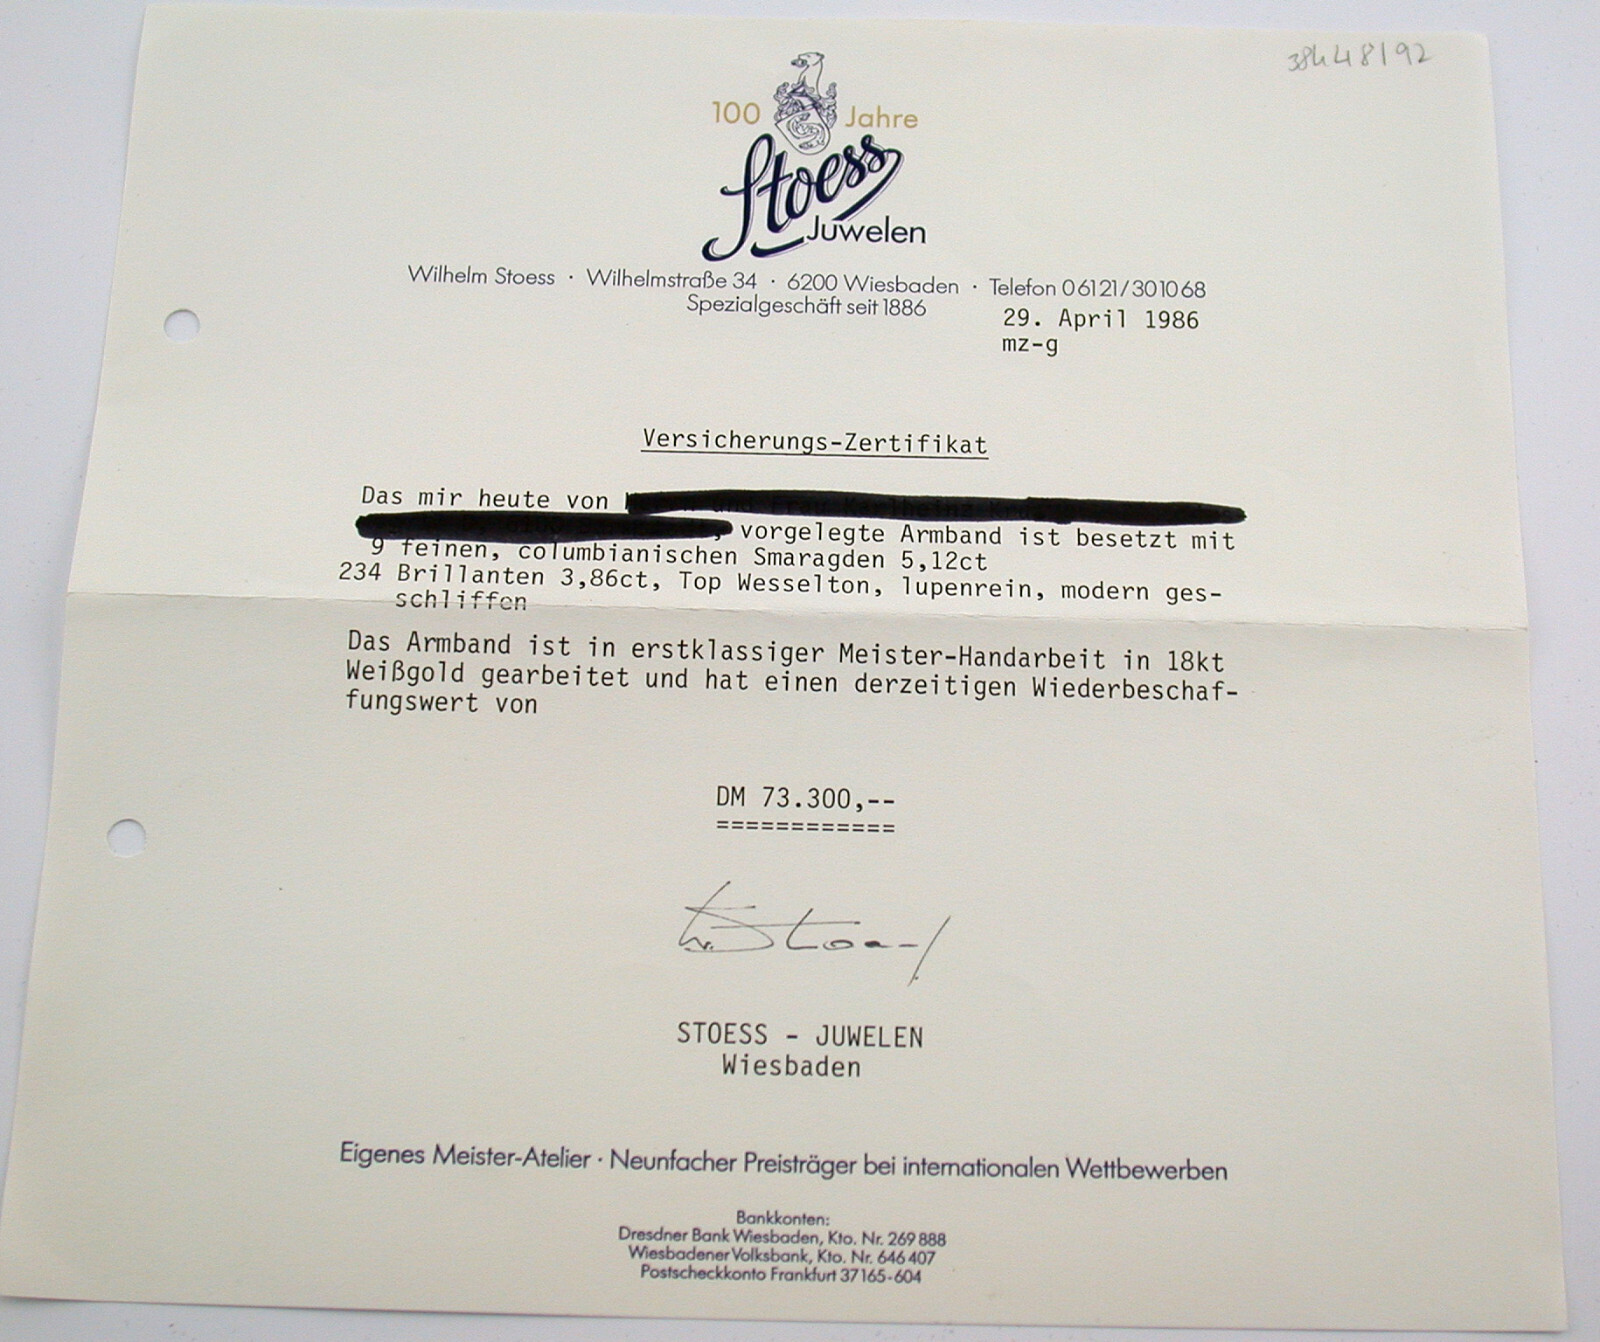 384 48192
100 Jahre
Stoess
Juwelen
Wilhelm Stoess · Wilhelmstraße 34 · 6200 Wiesbaden · Telefon 06121/301068
Spezialgeschäft seit 1886
29. April 1986
mz-g
Versicherungs-Zertifikat
Das mir heute von
, vorgelegte Armband ist besetzt mit
9 feinen, columbianischen Smaragden 5,12ct
234 Brillanten 3,86ct, Top Wesselton, lupenrein, modern ges-
schliffen
Das Armband ist in erstklassiger Meister-Handarbeit in 18kt
Weißgold gearbeitet und hat einen derzeitigen Wiederbeschaf-
fungswert von
DM 73.300,--
============
STOESS - JUWELEN
Wiesbaden
Eigenes Meister-Atelier · Neunfacher Preisträger bei internationalen Wettbewerben
Bankkonten:
Dresdner Bank Wiesbaden, Kto. Nr. 269 888
Wiesbadener Volksbank, Kto. Nr. 646 407
Postscheckkonto Frankfurt 37165-604